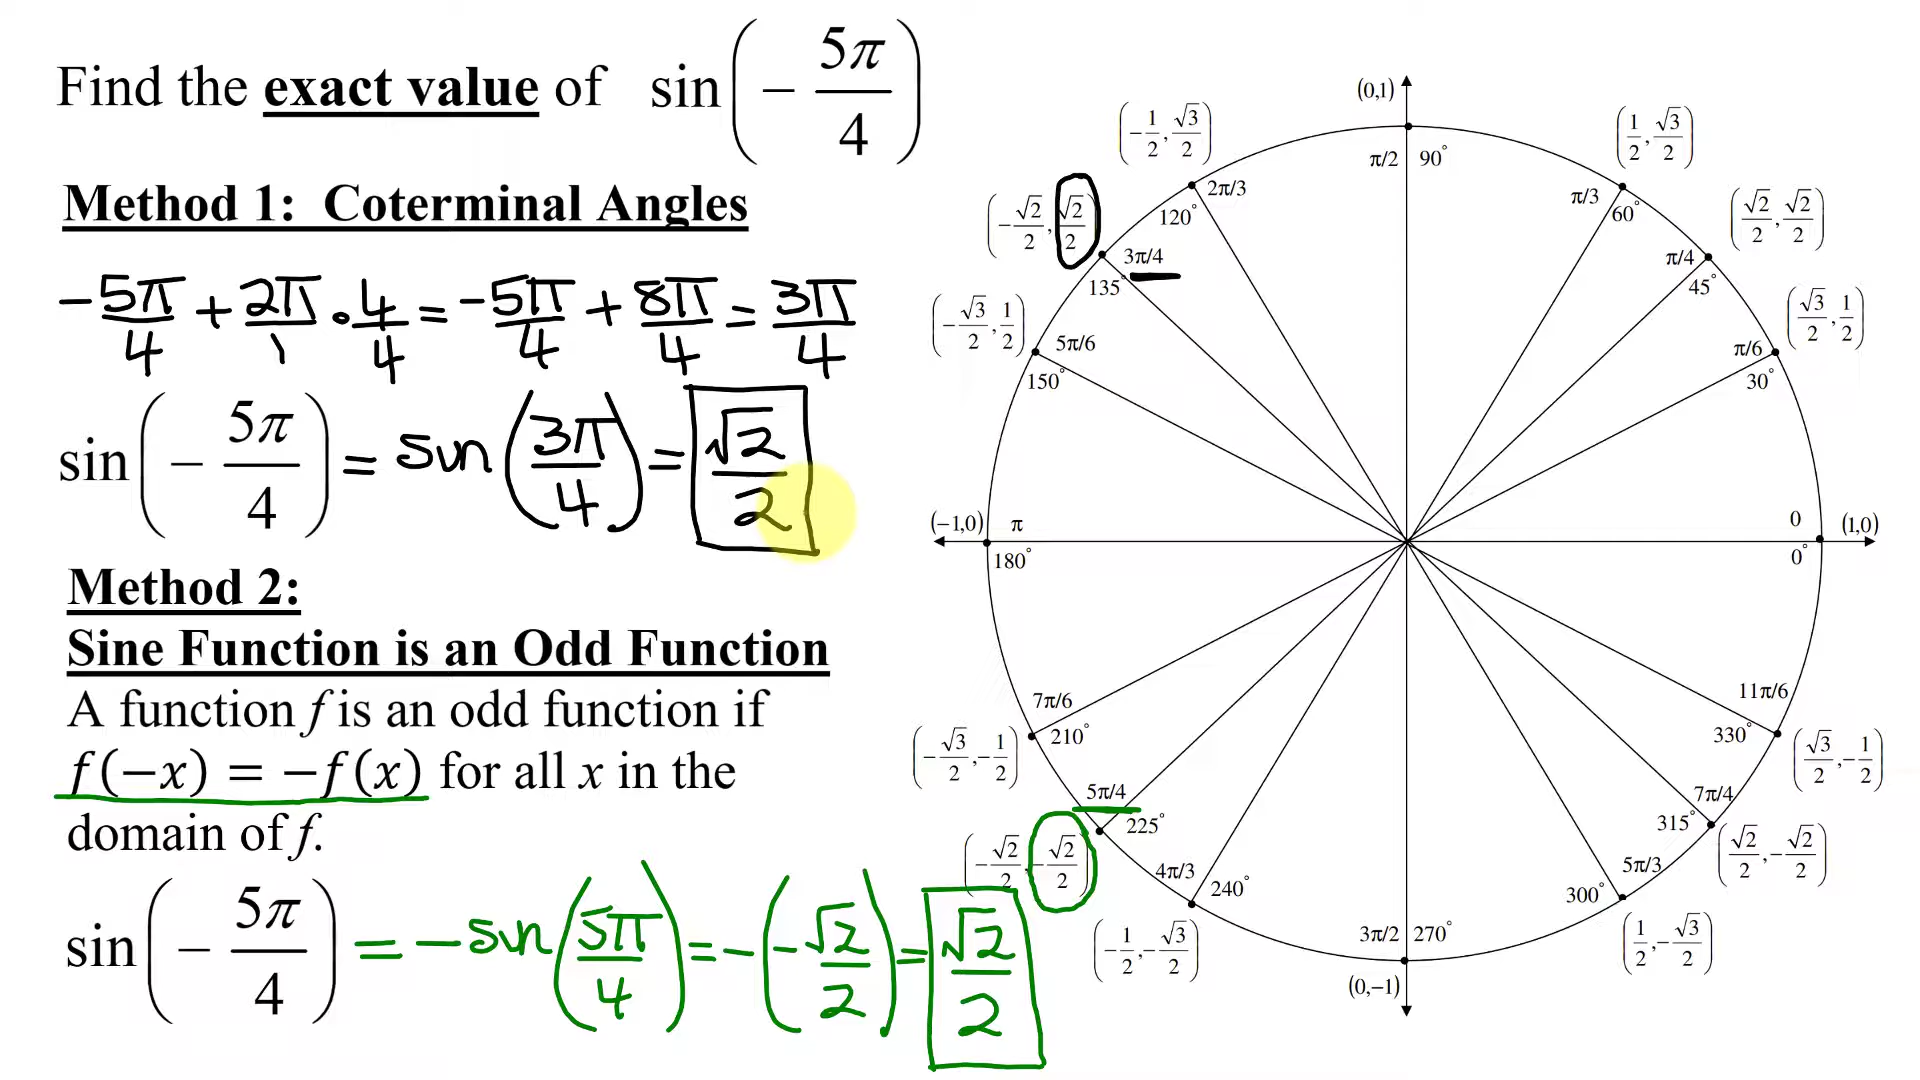 Find the exact value of sin(− 5π/4)
Method 1: Coterminal Angles
−5π/4 + 2π/1 · 4/4 = −5π/4 + 8π/4 = 3π/4
sin(− 5π/4) = sin(3π/4) = √2/2
Method 2:
Sine Function is an Odd Function
A function f is an odd function if
f(−x) = −f(x) for all x in the
domain of f.
sin(− 5π/4) = −sin(5π/4) = −(−√2/2) = √2/2
(0,1)
π/2 90°
(1/2, √3/2)
π/3
60°
(√2/2, √2/2)
π/4
45°
(√3/2, 1/2)
π/6
30°
0 (1,0)
0°
(−1/2, √3/2)
2π/3
120°
(−√2/2, √2/2)
3π/4
135°
(−√3/2, 1/2)
5π/6
150°
(−1,0) π
180°
7π/6
210°
(−√3/2, −1/2)
5π/4
225°
(−√2/2, −√2/2)
4π/3
240°
(−1/2, −√3/2)
3π/2 270°
(0,−1)
5π/3
300°
(1/2, −√3/2)
7π/4
315°
(√2/2, −√2/2)
11π/6
330°
(√3/2, −1/2)